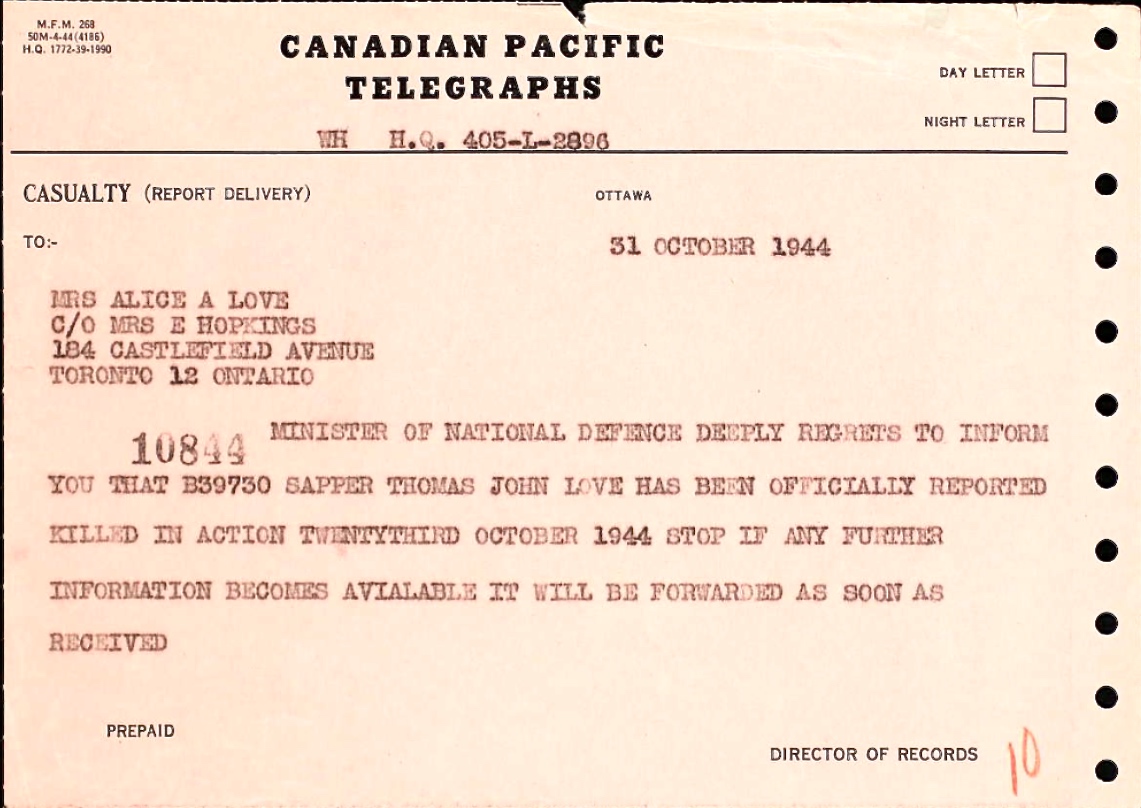 M.F.M. 268
50M-4-44(4186)
H.Q. 1772-39-1990
CANADIAN PACIFIC
TELEGRAPHS
DAY LETTER
NIGHT LETTER
WH H.Q. 405-L-2896
CASUALTY (REPORT DELIVERY)
OTTAWA
TO:-
31 OCTOBER 1944
MRS ALICE A LOVE
C/O MRS E HOPKINGS
184 CASTLEFIELD AVENUE
TORONTO 12 ONTARIO
10844
MINISTER OF NATIONAL DEFENCE DEEPLY REGRETS TO INFORM
YOU THAT B39730 SAPPER THOMAS JOHN LOVE HAS BEEN OFFICIALLY REPORTED
KILLED IN ACTION TWENTYTHIRD OCTOBER 1944 STOP IF ANY FURTHER
INFORMATION BECOMES AVIALABLE IT WILL BE FORWARDED AS SOON AS
RECEIVED
PREPAID
DIRECTOR OF RECORDS
10